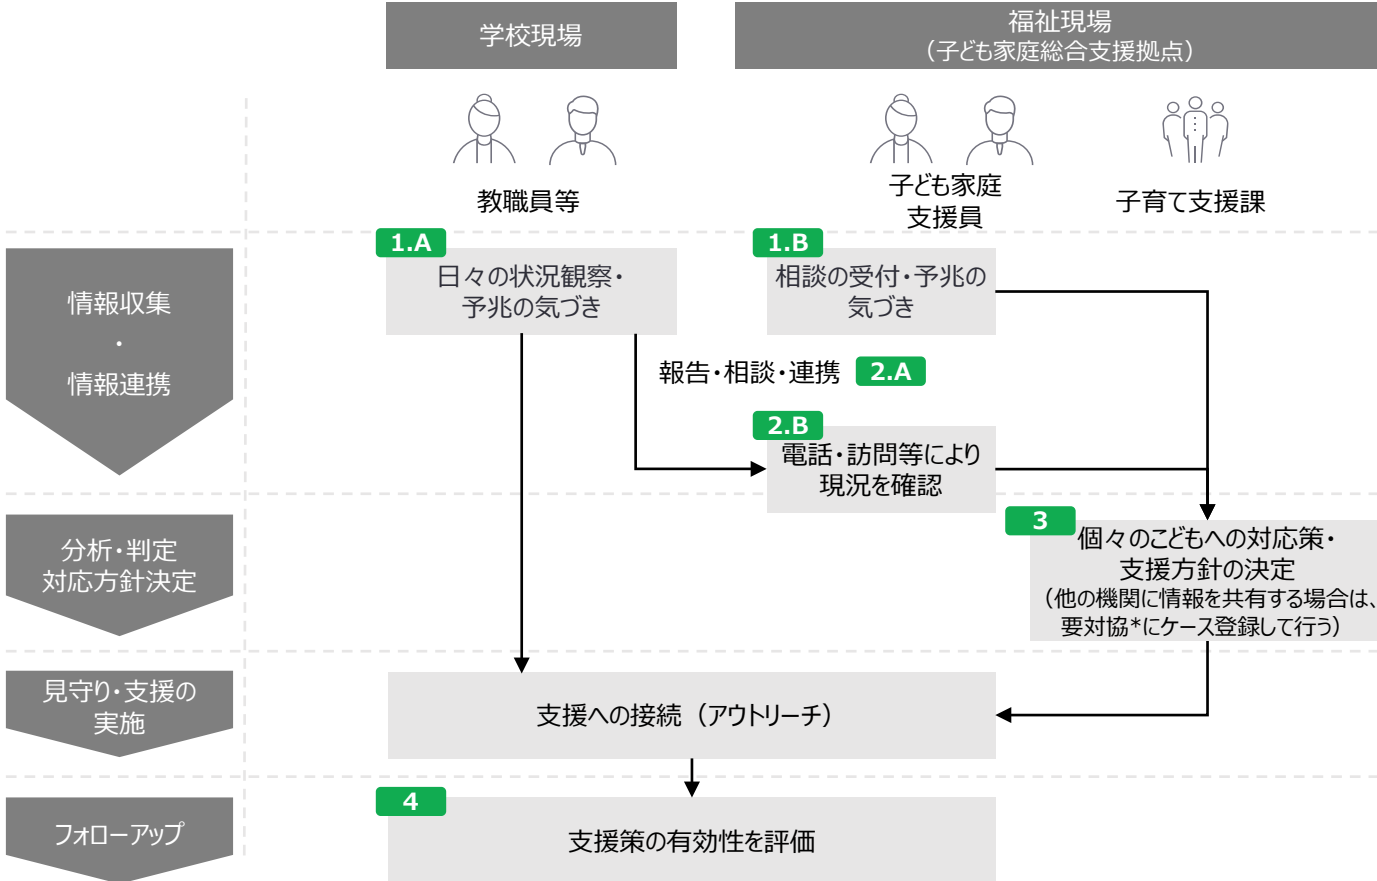 学校現場
福祉現場
（子ども家庭総合支援拠点）
教職員等
子ども家庭
支援員
子育て支援課
情報収集
・
情報連携
1.A
日々の状況観察・
予兆の気づき
1.B
相談の受付・予兆の
気づき
報告・相談・連携
2.A
2.B
電話・訪問等により
現況を確認
分析・判定
対応方針決定
3
個々のこどもへの対応策・
支援方針の決定
（他の機関に情報を共有する場合は、
要対協*にケース登録して行う）
見守り・支援の
実施
支援への接続（アウトリーチ）
フォローアップ
4
支援策の有効性を評価